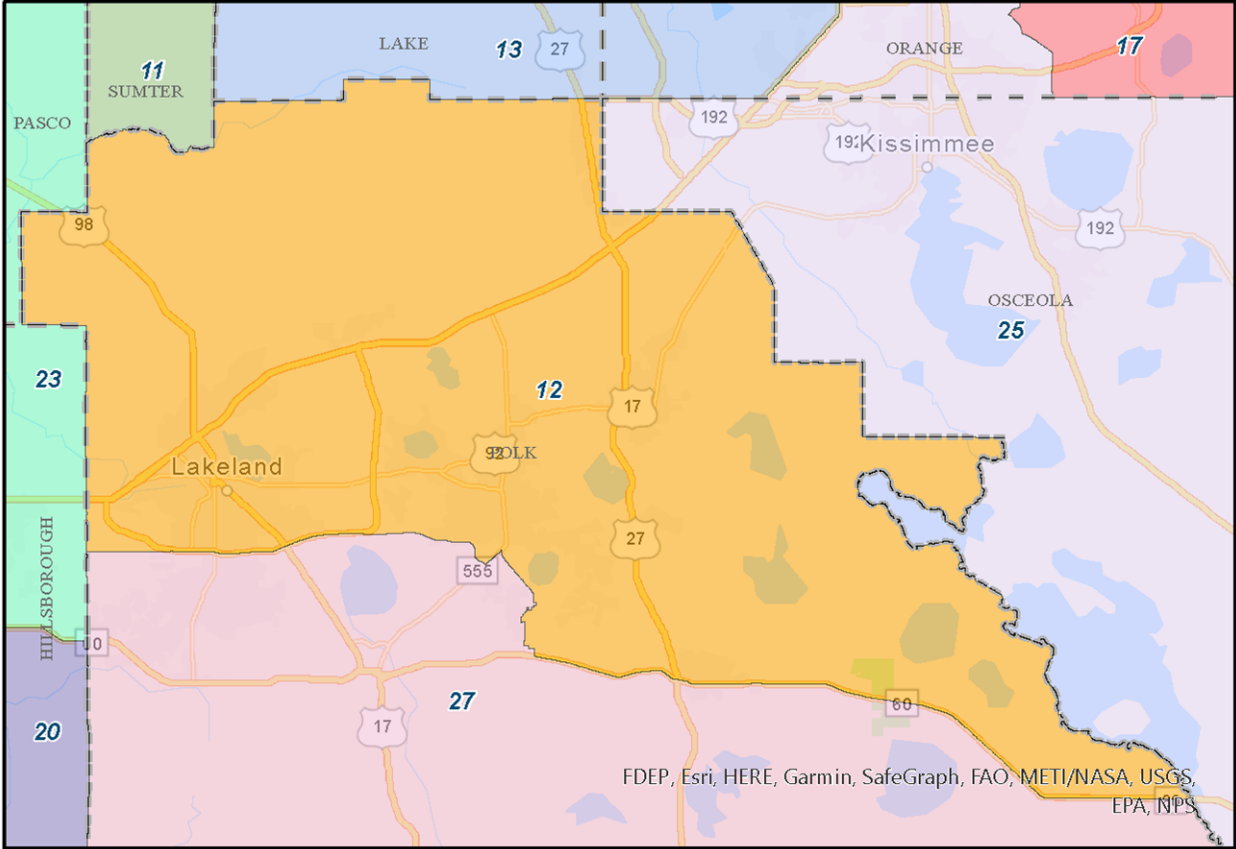 LAKE
13
27
ORANGE
17
11
SUMTER
PASCO
192
Kissimmee
98
192
OSCEOLA
25
23
12
17
POLK
Lakeland
27
HILLSBOROUGH
555
27
60
17
20
FDEP, Esri, HERE, Garmin, SafeGraph, FAO, METI/NASA, USGS,
EPA, NPS